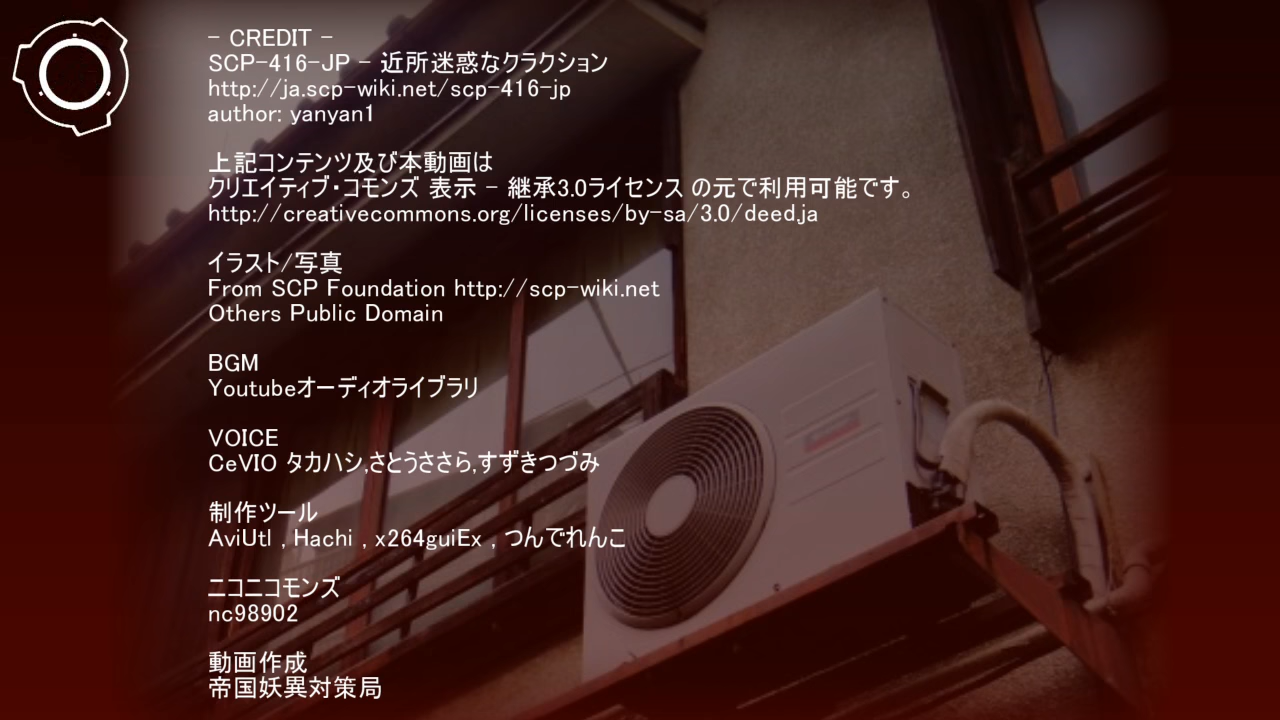 - CREDIT -
SCP-416-JP - 近所迷惑なクラクション
http://ja.scp-wiki.net/scp-416-jp
author: yanyan1
上記コンテンツ及び本動画は
クリエイティブ・コモンズ 表示 - 継承3.0ライセンス の元で利用可能です。
http://creativecommons.org/licenses/by-sa/3.0/deed.ja
イラスト/写真
From SCP Foundation http://scp-wiki.net
Others Public Domain
BGM
Youtubeオーディオライブラリ
VOICE
CeVIO タカハシ,さとうささら,すずきつづみ
制作ツール
AviUtl , Hachi , x264guiEx , つんでれんこ
ニコニコモンズ
nc98902
動画作成
帝国妖異対策局